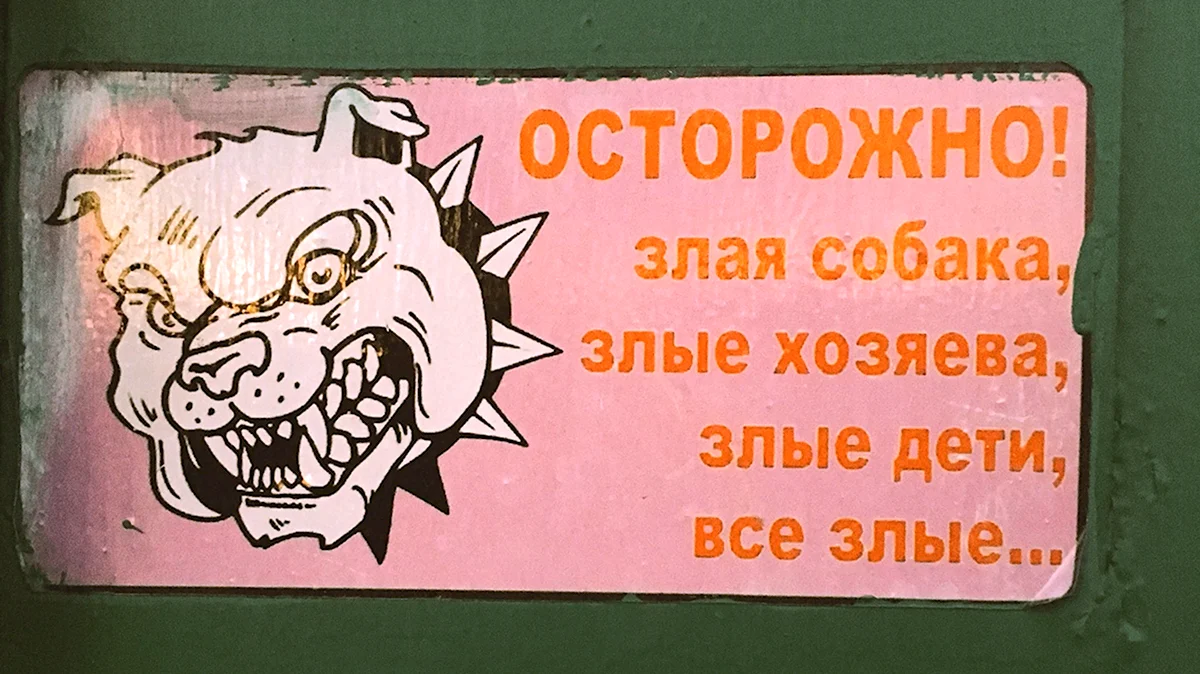 ОСТОРОЖНО!
злая собака,
злые хозяева,
злые дети,
все злые...